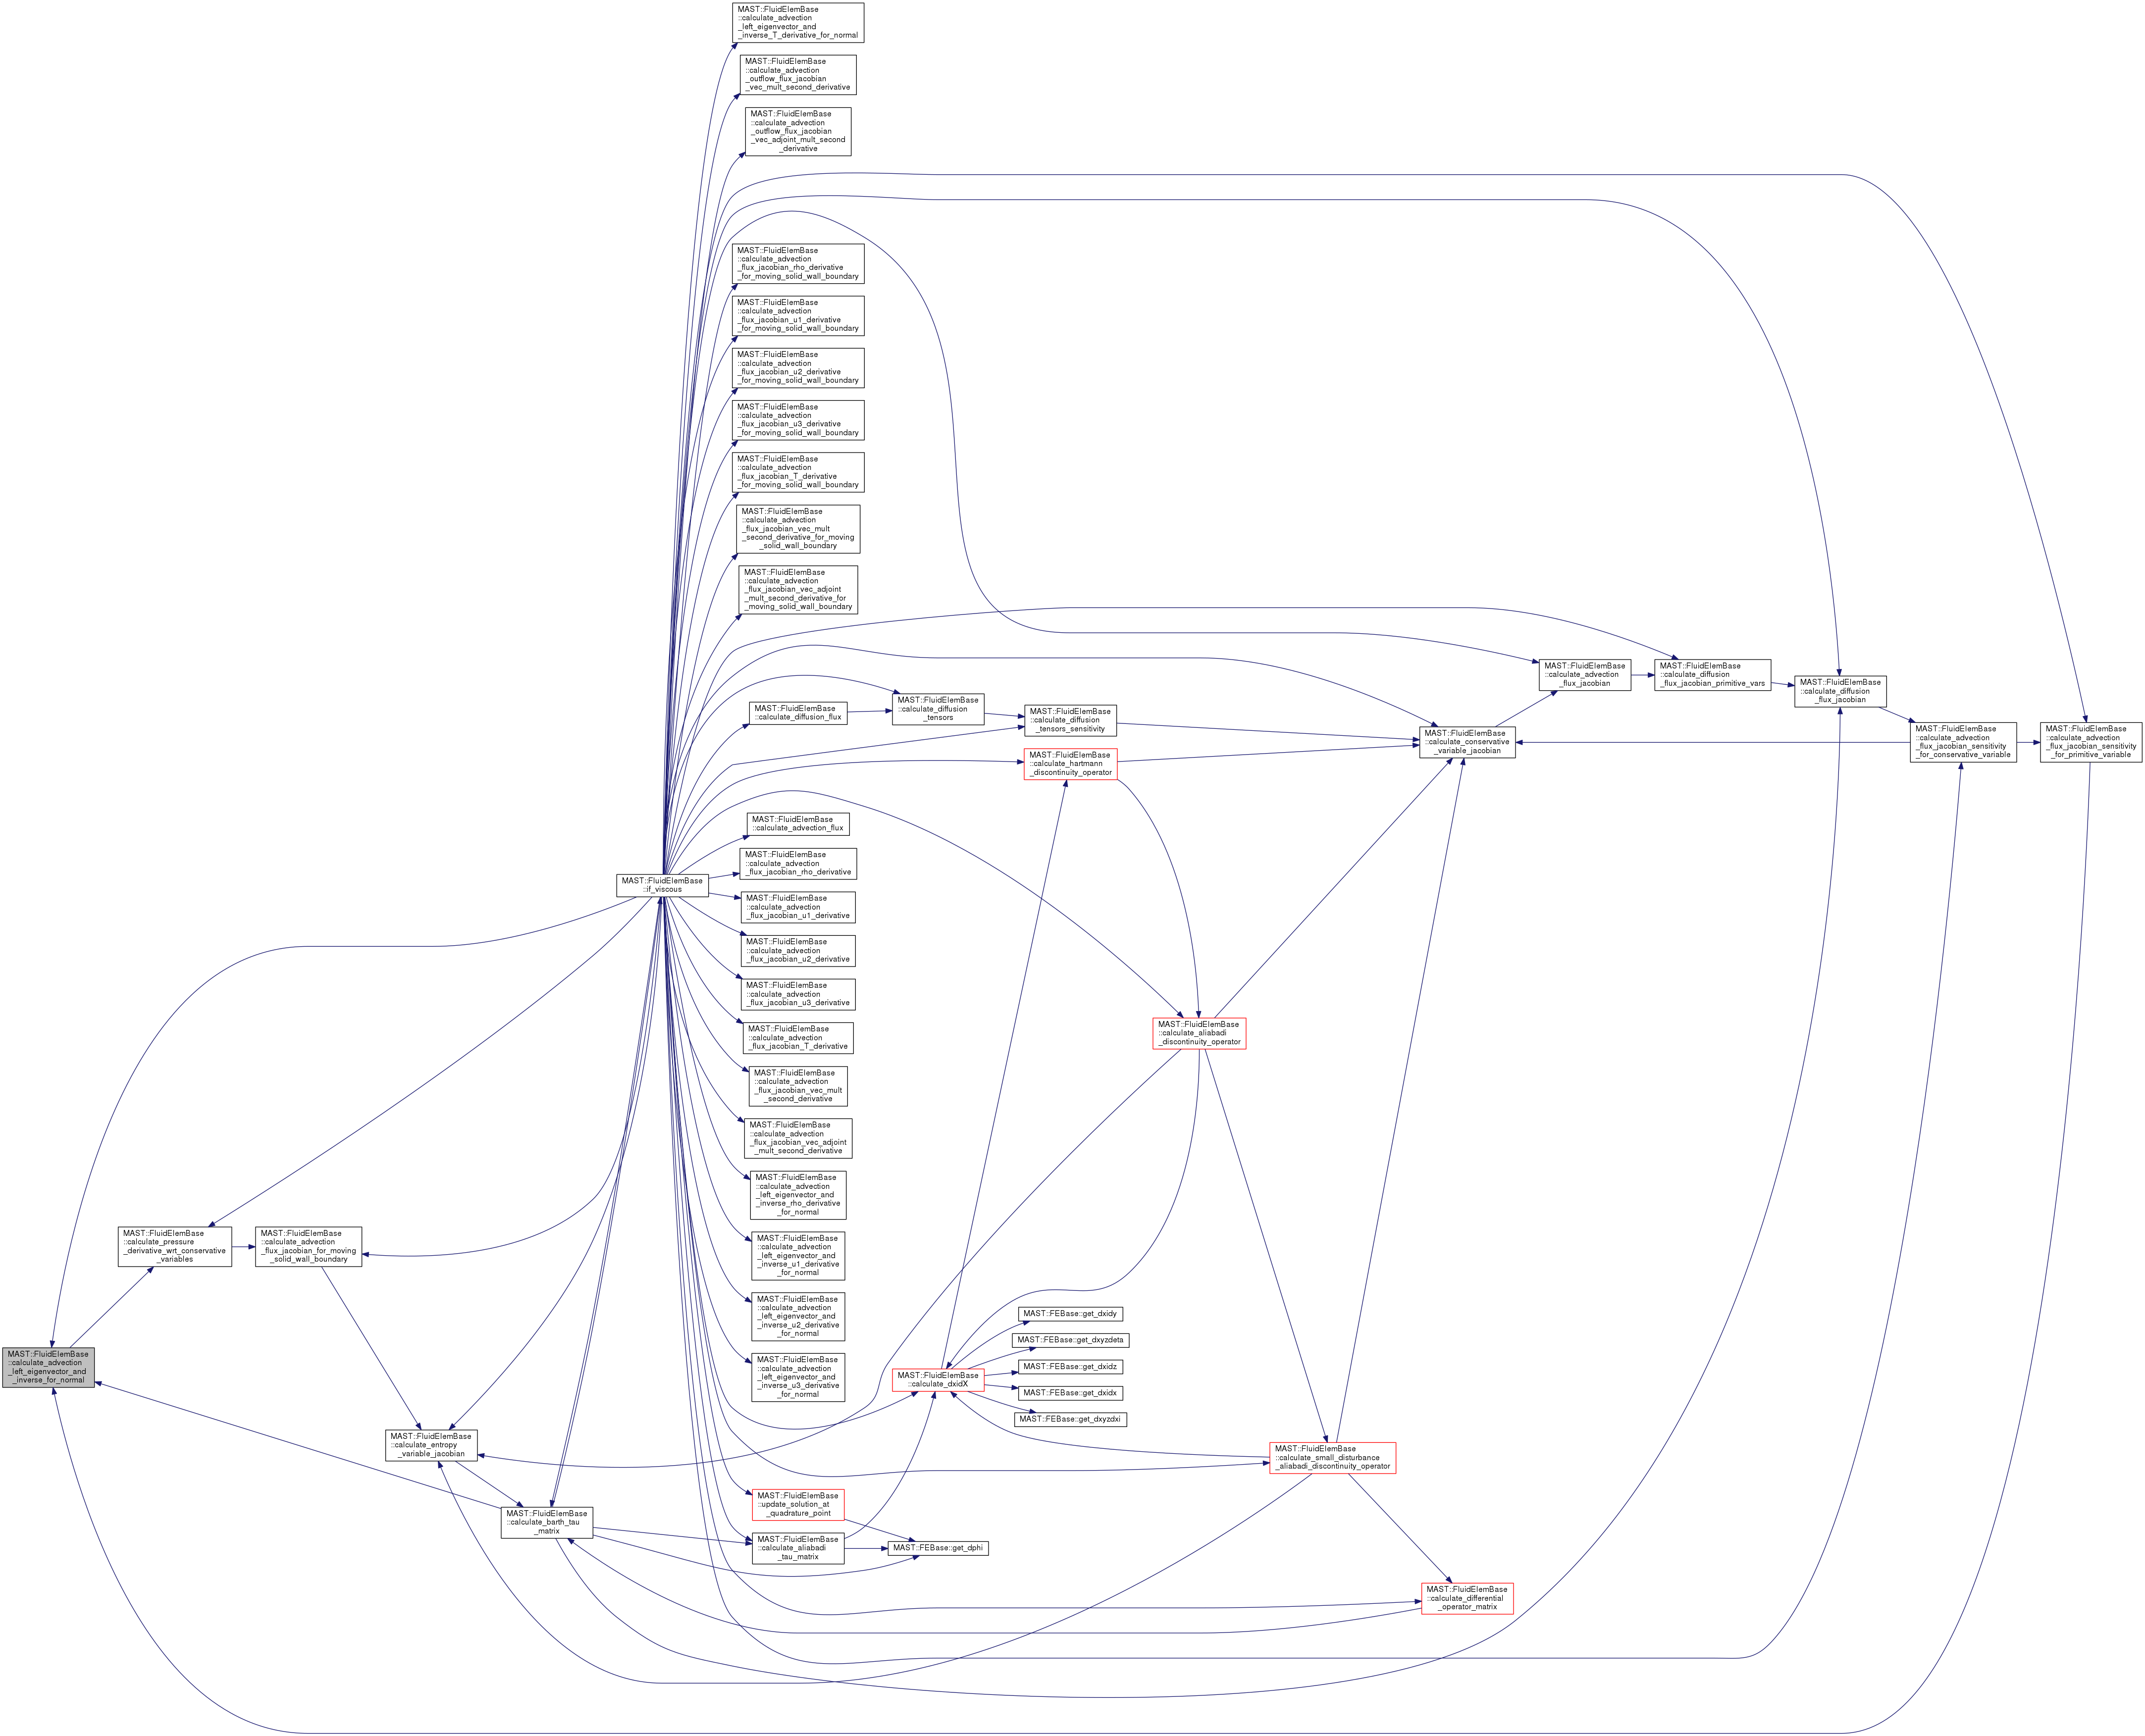 MAST::FluidElemBase
::calculate_advection
_left_eigenvector_and
_inverse_T_derivative_for_normal
MAST::FluidElemBase
::calculate_advection
_outflow_flux_jacobian
_vec_mult_second_derivative
MAST::FluidElemBase
::calculate_advection
_outflow_flux_jacobian
_vec_adjoint_mult_second
_derivative
MAST::FluidElemBase
::calculate_advection
_flux_jacobian_rho_derivative
_for_moving_solid_wall_boundary
MAST::FluidElemBase
::calculate_advection
_flux_jacobian_u1_derivative
_for_moving_solid_wall_boundary
MAST::FluidElemBase
::calculate_advection
_flux_jacobian_u2_derivative
_for_moving_solid_wall_boundary
MAST::FluidElemBase
::calculate_advection
_flux_jacobian_u3_derivative
_for_moving_solid_wall_boundary
MAST::FluidElemBase
::calculate_advection
_flux_jacobian_T_derivative
_for_moving_solid_wall_boundary
MAST::FluidElemBase
::calculate_advection
_flux_jacobian_vec_mult
_second_derivative_for_moving
_solid_wall_boundary
MAST::FluidElemBase
::calculate_advection
_flux_jacobian_vec_adjoint
_mult_second_derivative_for
_moving_solid_wall_boundary
MAST::FluidElemBase
::calculate_diffusion_flux
MAST::FluidElemBase
::calculate_diffusion
_tensors
MAST::FluidElemBase
::calculate_diffusion
_tensors_sensitivity
MAST::FluidElemBase
::calculate_hartmann
_discontinuity_operator
MAST::FluidElemBase
::calculate_conservative
_variable_jacobian
MAST::FluidElemBase
::calculate_advection
_flux_jacobian
MAST::FluidElemBase
::calculate_diffusion
_flux_jacobian_primitive_vars
MAST::FluidElemBase
::calculate_diffusion
_flux_jacobian
MAST::FluidElemBase
::calculate_advection
_flux_jacobian_sensitivity
_for_conservative_variable
MAST::FluidElemBase
::calculate_advection
_flux_jacobian_sensitivity
_for_primitive_variable
MAST::FluidElemBase
::calculate_advection_flux
MAST::FluidElemBase
::calculate_advection
_flux_jacobian_rho_derivative
MAST::FluidElemBase
::if_viscous
MAST::FluidElemBase
::calculate_advection
_flux_jacobian_u1_derivative
MAST::FluidElemBase
::calculate_advection
_flux_jacobian_u2_derivative
MAST::FluidElemBase
::calculate_advection
_flux_jacobian_u3_derivative
MAST::FluidElemBase
::calculate_advection
_flux_jacobian_T_derivative
MAST::FluidElemBase
::calculate_aliabadi
_discontinuity_operator
MAST::FluidElemBase
::calculate_advection
_flux_jacobian_vec_mult
_second_derivative
MAST::FluidElemBase
::calculate_advection
_flux_jacobian_vec_adjoint
_mult_second_derivative
MAST::FluidElemBase
::calculate_advection
_left_eigenvector_and
_inverse_rho_derivative
_for_normal
MAST::FluidElemBase
::calculate_pressure
_derivative_wrt_conservative
_variables
MAST::FluidElemBase
::calculate_advection
_flux_jacobian_for_moving
_solid_wall_boundary
MAST::FluidElemBase
::calculate_advection
_left_eigenvector_and
_inverse_u1_derivative
_for_normal
MAST::FluidElemBase
::calculate_advection
_left_eigenvector_and
_inverse_u2_derivative
_for_normal
MAST::FEBase::get_dxidy
MAST::FEBase::get_dxyzdeta
MAST::FEBase::get_dxidz
MAST::FEBase::get_dxidx
MAST::FEBase::get_dxyzdxi
MAST::FluidElemBase
::calculate_advection
_left_eigenvector_and
_inverse_for_normal
MAST::FluidElemBase
::calculate_advection
_left_eigenvector_and
_inverse_u3_derivative
_for_normal
MAST::FluidElemBase
::calculate_dxidX
MAST::FluidElemBase
::calculate_entropy
_variable_jacobian
MAST::FluidElemBase
::calculate_small_disturbance
_aliabadi_discontinuity_operator
MAST::FluidElemBase
::update_solution_at
_quadrature_point
MAST::FluidElemBase
::calculate_barth_tau
_matrix
MAST::FluidElemBase
::calculate_aliabadi
_tau_matrix
MAST::FEBase::get_dphi
MAST::FluidElemBase
::calculate_differential
_operator_matrix